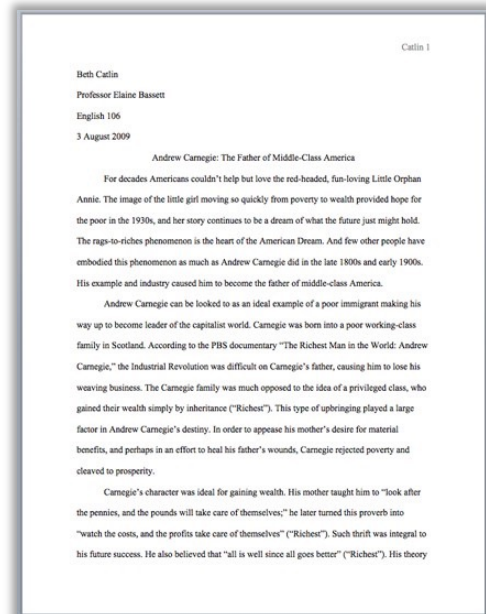 Catlin 1
Beth Catlin
Professor Elaine Bassett
English 106
3 August 2009
Andrew Carnegie: The Father of Middle-Class America
For decades Americans couldn't help but love the red-headed, fun-loving Little Orphan
Annie. The image of the little girl moving so quickly from poverty to wealth provided hope for
the poor in the 1930s, and her story continues to be a dream of what the future just might hold.
The rags-to-riches phenomenon is the heart of the American Dream. And few other people have
embodied this phenomenon as much as Andrew Carnegie did in the late 1800s and early 1900s.
His example and industry caused him to become the father of middle-class America.
Andrew Carnegie can be looked to as an ideal example of a poor immigrant making his
way up to become leader of the capitalist world. Carnegie was born into a poor working-class
family in Scotland. According to the PBS documentary "The Richest Man in the World: Andrew
Carnegie," the Industrial Revolution was difficult on Carnegie's father, causing him to lose his
weaving business. The Carnegie family was much opposed to the idea of a privileged class, who
gained their wealth simply by inheritance ("Richest"). This type of upbringing played a large
factor in Andrew Carnegie's destiny. In order to appease his mother's desire for material
benefits, and perhaps in an effort to heal his father's wounds, Carnegie rejected poverty and
cleaved to prosperity.
Carnegie's character was ideal for gaining wealth. His mother taught him to "look after
the pennies, and the pounds will take care of themselves;" he later turned this proverb into
"watch the costs, and the profits take care of themselves" ("Richest"). Such thrift was integral to
his future success. He also believed that "all is well since all goes better" ("Richest"). His theory